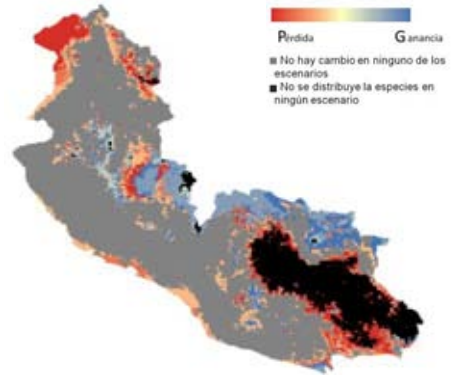 Pérdida Ganancia
No hay cambio en ninguno de los
escenarios
No se distribuye la especies en
ningún escenario